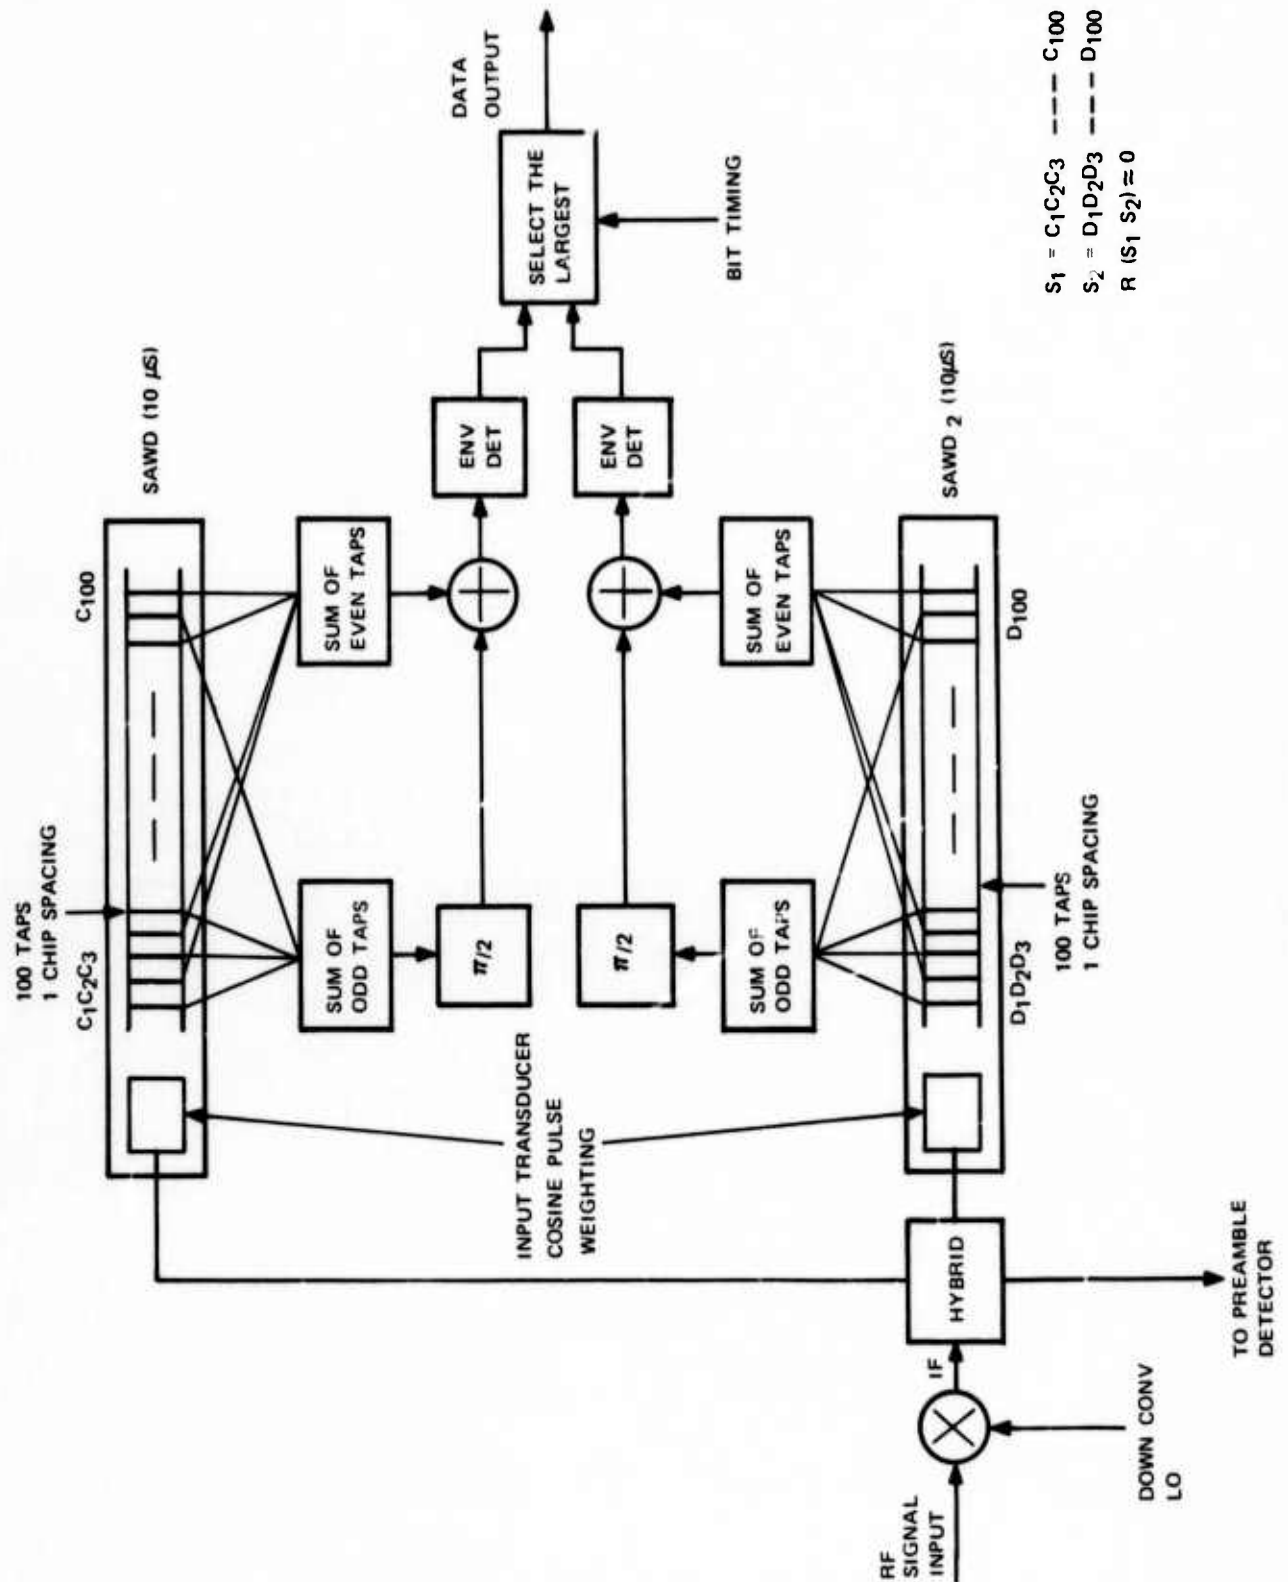 RF
SIGNAL
INPUT
DOWN CONV
LO
IF
HYBRID
TO PREAMBLE
DETECTOR
INPUT TRANSDUCER
COSINE PULSE
WEIGHTING
100 TAPS
1 CHIP SPACING
C₁C₂C₃
C₁₀₀
SAWD (10 μS)
SUM OF
ODD TAPS
SUM OF
EVEN TAPS
π/2
ENV
DET
SELECT THE
LARGEST
DATA
OUTPUT
BIT TIMING
π/2
ENV
DET
SUM OF
ODD TAPS
SUM OF
EVEN TAPS
SAWD ₂ (10μS)
D₁D₂D₃
D₁₀₀
100 TAPS
1 CHIP SPACING
S₁ = C₁C₂C₃ ––– C₁₀₀
S₂ = D₁D₂D₃ ––– D₁₀₀
R (S₁ S₂) ≈ 0